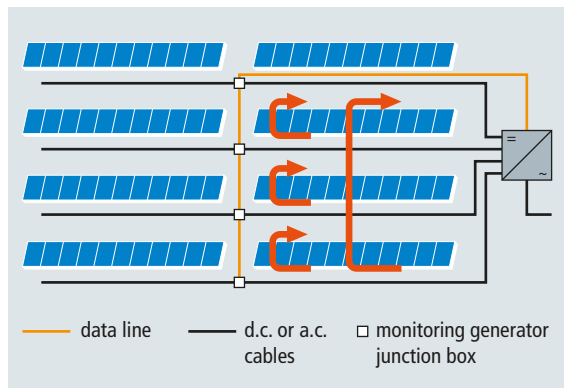 =
~
data line
d.c. or a.c.
cables
monitoring generator
junction box